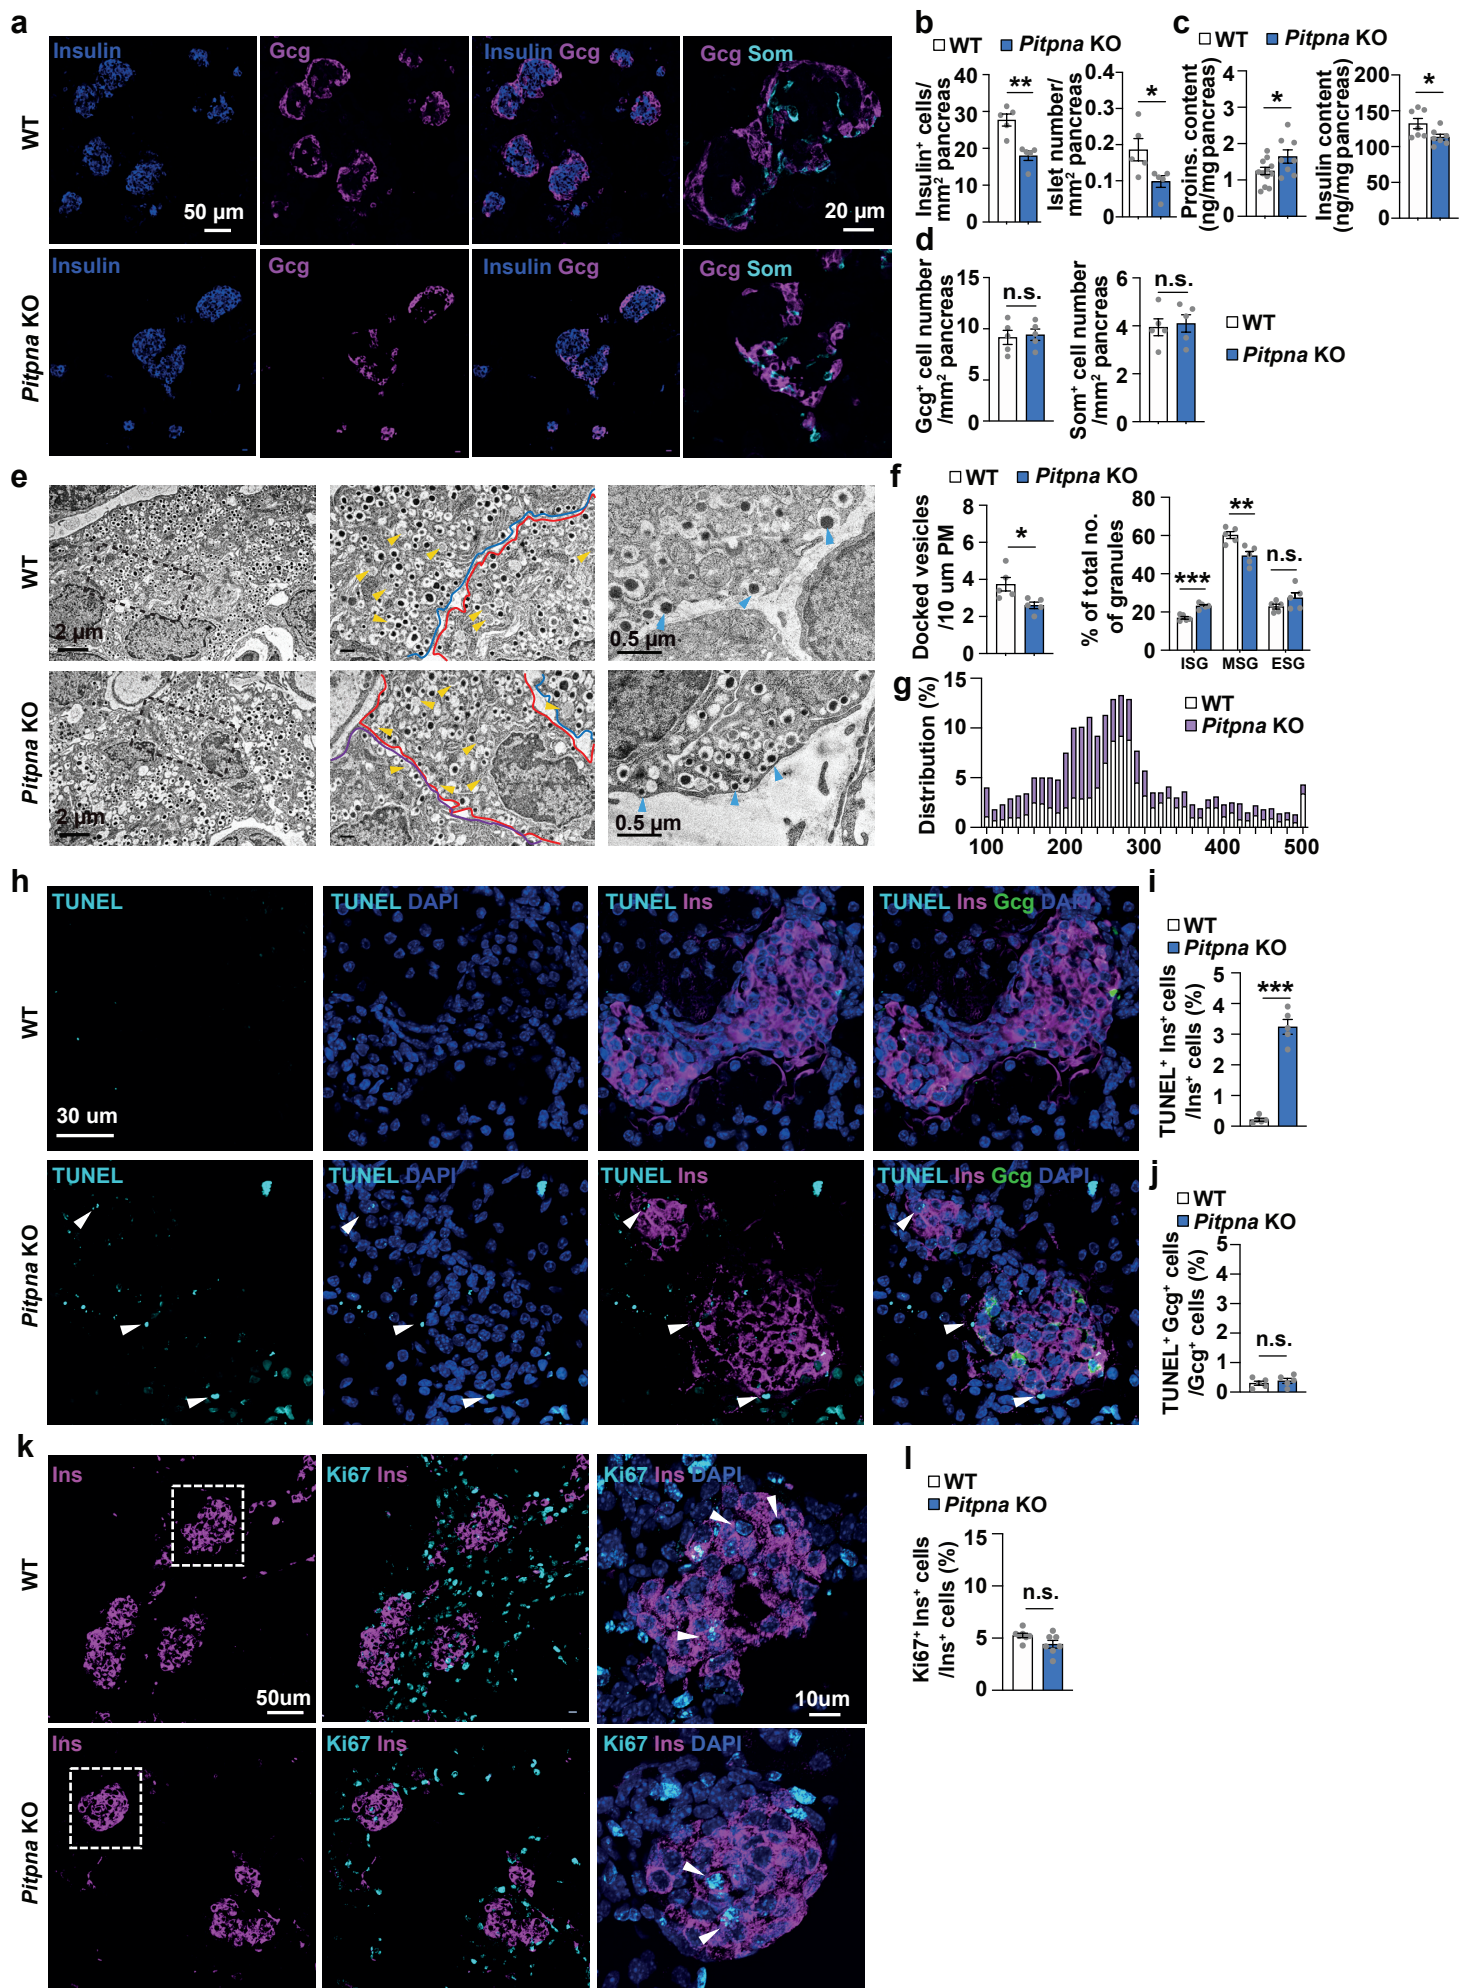 a
Insulin
Gcg
Insulin Gcg
Gcg Som
WT
50 µm
20 µm
Insulin
Gcg
Insulin Gcg
Gcg Som
Pitpna KO
b
WT Pitpna KO
Insulin⁺ cells/
mm² pancreas
40
30
20
10
0
**
Islet number/
mm² pancreas
0.4
0.3
0.2
0.1
0
*
c
WT Pitpna KO
Proins. content
(ng/mg pancreas)
4
3
2
1
0
*
Insulin content
(ng/mg pancreas)
200
150
100
50
0
*
d
Gcg⁺ cell number
/mm² pancreas
15
10
5
0
n.s.
Som⁺ cell number
/mm² pancreas
6
4
2
0
n.s.
WT
Pitpna KO
e
WT
2 µm
0.5 µm
Pitpna KO
2 µm
0.5 µm
f
WT Pitpna KO
Docked vesicles
/10 um PM
8
6
4
2
0
*
% of total no.
of granules
80
60
40
20
0
***
**
n.s.
ISG MSG ESG
g
Distribution (%)
15
10
5
0
WT
Pitpna KO
100 200 300 400 500
h
TUNEL
TUNEL DAPI
TUNEL Ins
TUNEL Ins Gcg DAPI
WT
30 um
TUNEL
TUNEL DAPI
TUNEL Ins
TUNEL Ins Gcg DAPI
Pitpna KO
i
WT
Pitpna KO
TUNEL⁺ Ins⁺ cells
/Ins⁺ cells (%)
5
4
3
2
1
0
***
j
WT
Pitpna KO
TUNEL⁺ Gcg⁺ cells
/Gcg⁺ cells (%)
5
4
3
2
1
0
n.s.
k
Ins
Ki67 Ins
Ki67 Ins DAPI
WT
50um
10um
Ins
Ki67 Ins
Ki67 Ins DAPI
Pitpna KO
l
WT
Pitpna KO
Ki67⁺ Ins⁺ cells
/Ins⁺ cells (%)
15
10
5
0
n.s.